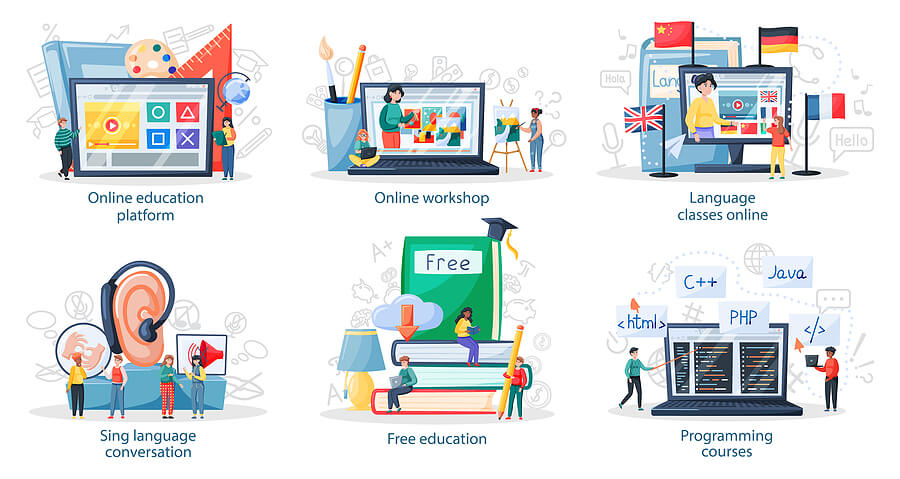 Online education
platform
Online workshop
Hola
Lan
Hello
Language
classes online
Sing language
conversation
Free
A+
Free education
C++
Java
<html>
PHP
</>
Programming
courses